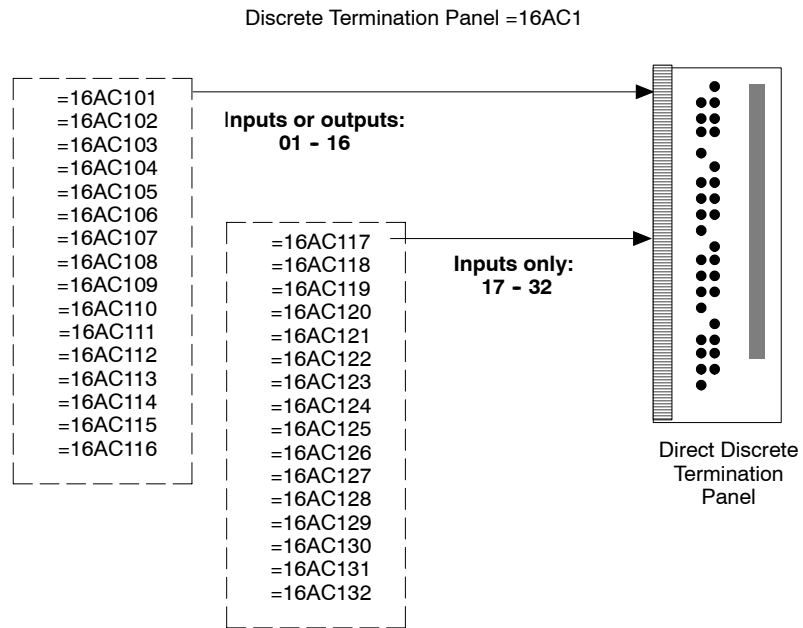 Discrete Termination Panel =16AC1
=16AC101
=16AC102
=16AC103
=16AC104
=16AC105
=16AC106
=16AC107
=16AC108
=16AC109
=16AC110
=16AC111
=16AC112
=16AC113
=16AC114
=16AC115
=16AC116
Inputs or outputs:
01 - 16
=16AC117
=16AC118
=16AC119
=16AC120
=16AC121
=16AC122
=16AC123
=16AC124
=16AC125
=16AC126
=16AC127
=16AC128
=16AC129
=16AC130
=16AC131
=16AC132
Inputs only:
17 - 32
Direct Discrete
Termination
Panel